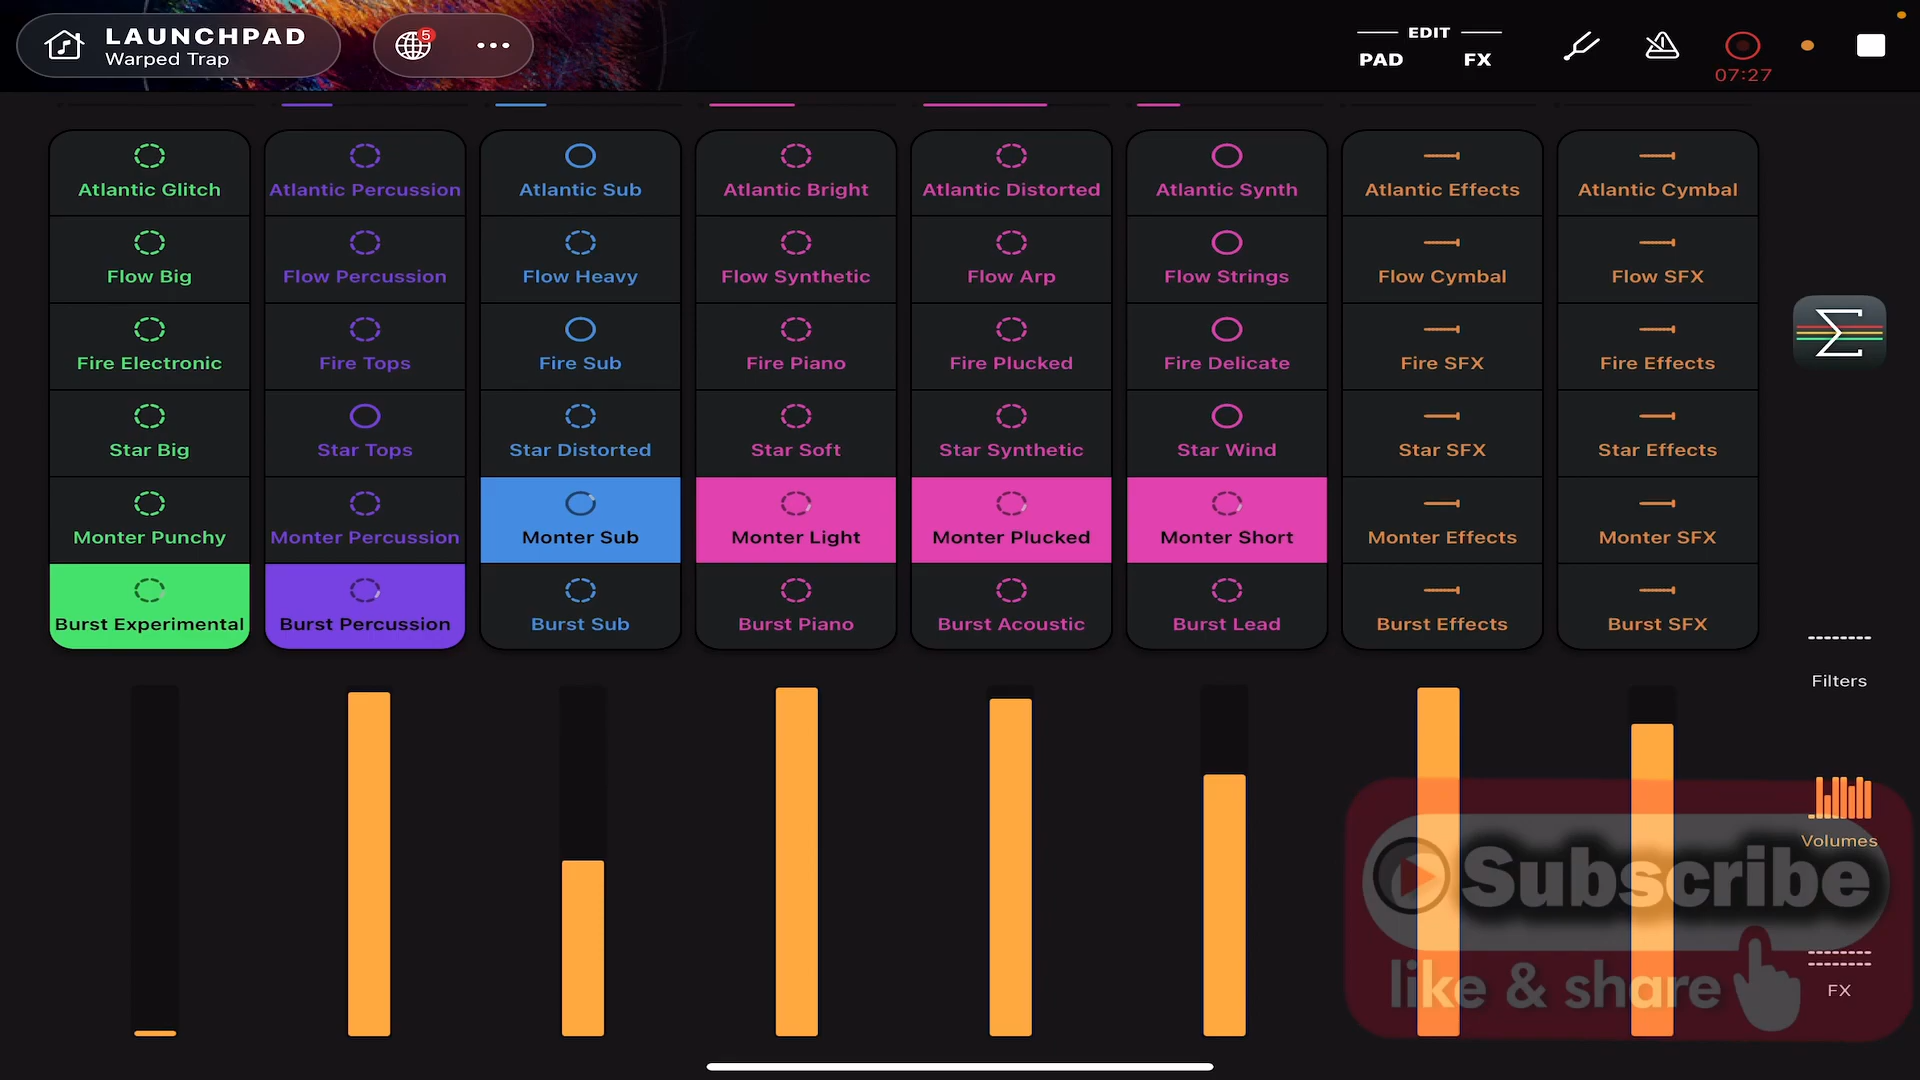 LAUNCHPAD
Warped Trap
5
EDIT
PAD FX
07:27
Atlantic Glitch Atlantic Percussion Atlantic Sub Atlantic Bright Atlantic Distorted Atlantic Synth Atlantic Effects Atlantic Cymbal
Flow Big Flow Percussion Flow Heavy Flow Synthetic Flow Arp Flow Strings Flow Cymbal Flow SFX
Fire Electronic Fire Tops Fire Sub Fire Piano Fire Plucked Fire Delicate Fire SFX Fire Effects
Star Big Star Tops Star Distorted Star Soft Star Synthetic Star Wind Star SFX Star Effects
Monter Punchy Monter Percussion Monter Sub Monter Light Monter Plucked Monter Short Monter Effects Monter SFX
Burst Experimental Burst Percussion Burst Sub Burst Piano Burst Acoustic Burst Lead Burst Effects Burst SFX
Filters
Volumes
Subscribe
like & share
FX